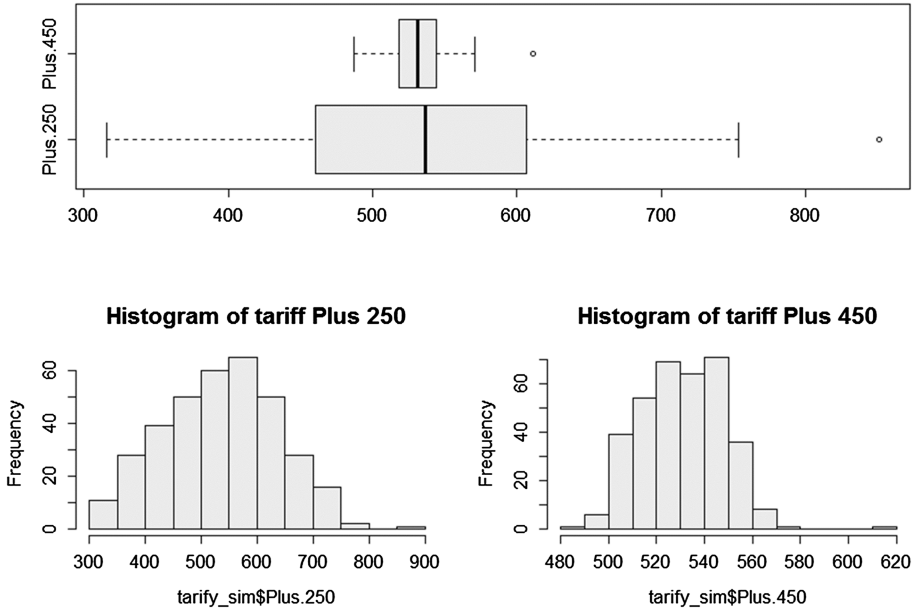 Plus.450
Plus.250
300 400 500 600 700 800
Histogram of tariff Plus 250
Frequency
60
40
20
0
300 400 500 600 700 800 900
tarify_sim$Plus.250
Histogram of tariff Plus 450
Frequency
60
40
20
0
480 500 520 540 560 580 600 620
tarify_sim$Plus.450